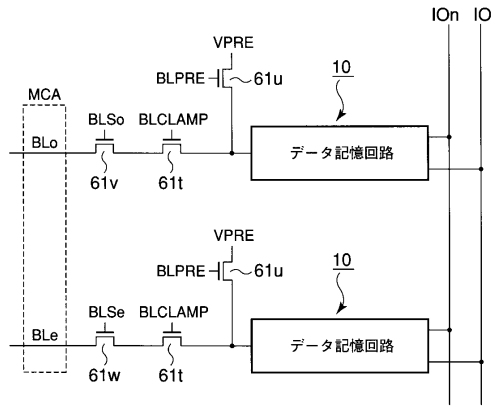 IOn IO
VPRE
BLPRE 61u
10
MCA
BLSo BLCLAMP
BLo
データ記憶回路
61v 61t
VPRE
BLPRE 61u
10
BLSe BLCLAMP
BLe
データ記憶回路
61w 61t